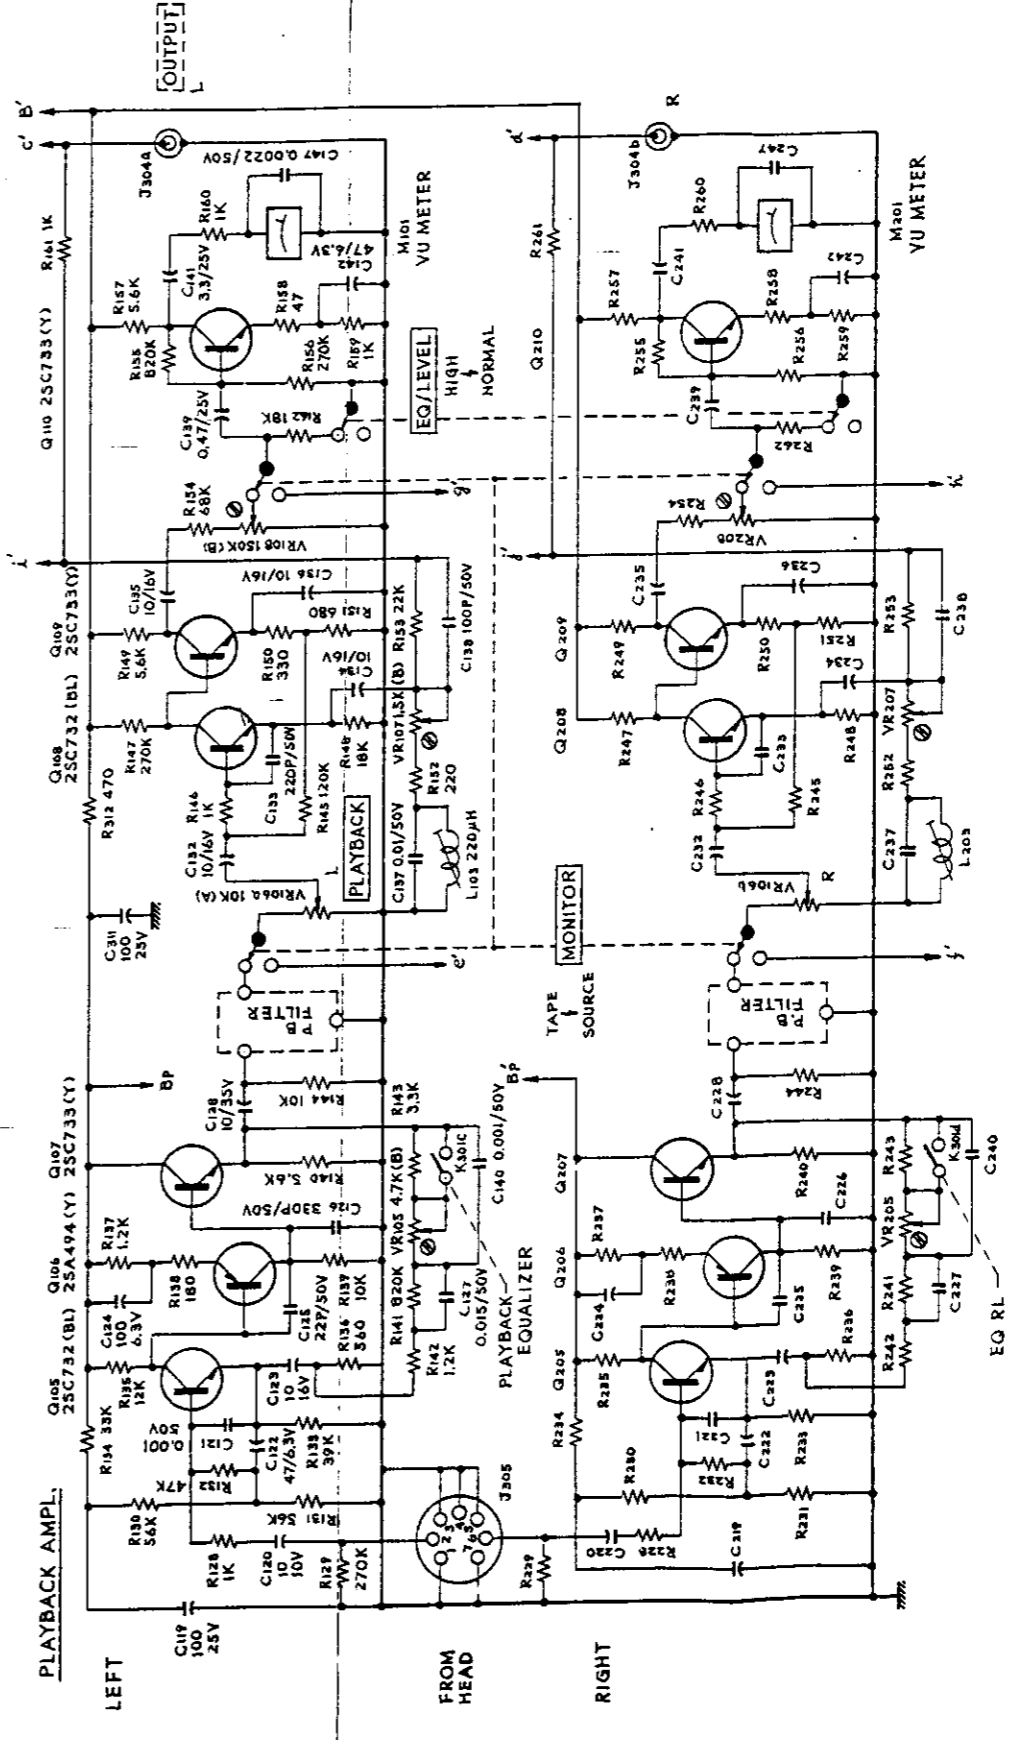 PLAYBACK AMPL.
LEFT
Q105
2SC732(BL)
Q106
2SA494(Y)
Q107
2SC733(Y)
Q108
2SC732(BL)
Q109
2SC733(Y)
Q110 2SC733(Y)
R161 1K
C'
B'
i'
OUTPUT
L
R134 33K
R312 470
C119
100
25V
R130
56K
R128
1K
C120
10
10V
R129
270K
R132
47K
R131 56K
C121
0.001
50V
C122
47/6.3V
R133
39K
R135
12K
C123
10
16V
C124
100
6.3V
R137
1.2K
R138
180
C125
22P/50V
R136
560
R139
10K
C126 330P/50V
R140 5.6K
C128
10/35V
R144 10K
BP
P.B
FILTER
C311
100
25V
VR106a 10K(A)
L
C132
10/16V
R146
1K
C133
220P/50V
R145 120K
R147
270K
R148
18K
C134
10/16V
R149
5.6K
R150
330
R151 680
C135
10/16V
C136 10/16V
R154
68K
VR108 150K(B)
C139
0.47/25V
R162 18K
R155
820K
R156
270K
R157
5.6K
R158
47
R159
1K
C141
3.3/25V
R160
1K
C142
47/6.3V
C147 0.0022/50V
J304a
M101
VU METER
R142
1.2K
R141 820K
C127
0.015/50V
VR105 4.7K(B)
R143
3.3K
K301C
C140 0.001/50V
PLAYBACK
EQUALIZER
e'
g'
PLAYBACK
C137 0.01/50V
L103 220μH
R152
220
VR107 1.5K(B)
R153 22K
C138 100P/50V
EQ/LEVEL
HIGH
NORMAL
MONITOR
TAPE
SOURCE
FROM
HEAD
J305
1
2
3
4
5
6
7
RIGHT
Q205
Q206
Q207
Q208
Q209
Q210
R261
d'
BP'
R229
R234
C219
C220
R228
R230
R231
R232
C221
C222
R233
R235
C223
R236
C224
R237
R238
C225
R239
C226
R240
C228
R244
P.B
FILTER
VR106b
R
C232
R246
C233
R245
R247
R248
C234
R249
R250
R251
C235
C236
R254
VR208
C239
R262
R255
R256
R257
R258
R259
C241
R260
C242
C247
J304b
R
M201
VU METER
R242
R241
C227
VR205
R243
K301d
C240
EQ RL
f'
h'
C237
L203
R252
VR207
R253
C238